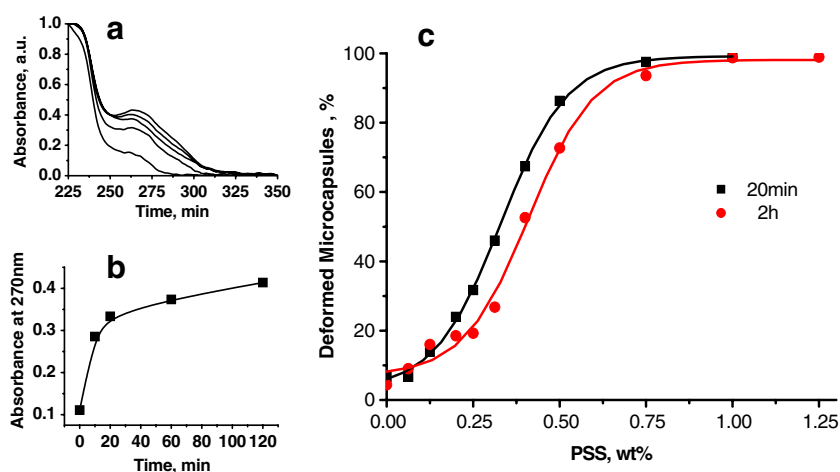 a
Absorbance, a.u.
1.0
0.8
0.6
0.4
0.2
0.0
225 250 275 300 325 350
Time, min
b
Absorbance at 270nm
0.4
0.3
0.2
0.1
0 20 40 60 80 100 120
Time, min
c
Deformed Microcapsules , %
100
80
60
40
20
0
20min
2h
0.00 0.25 0.50 0.75 1.00 1.25
PSS, wt%